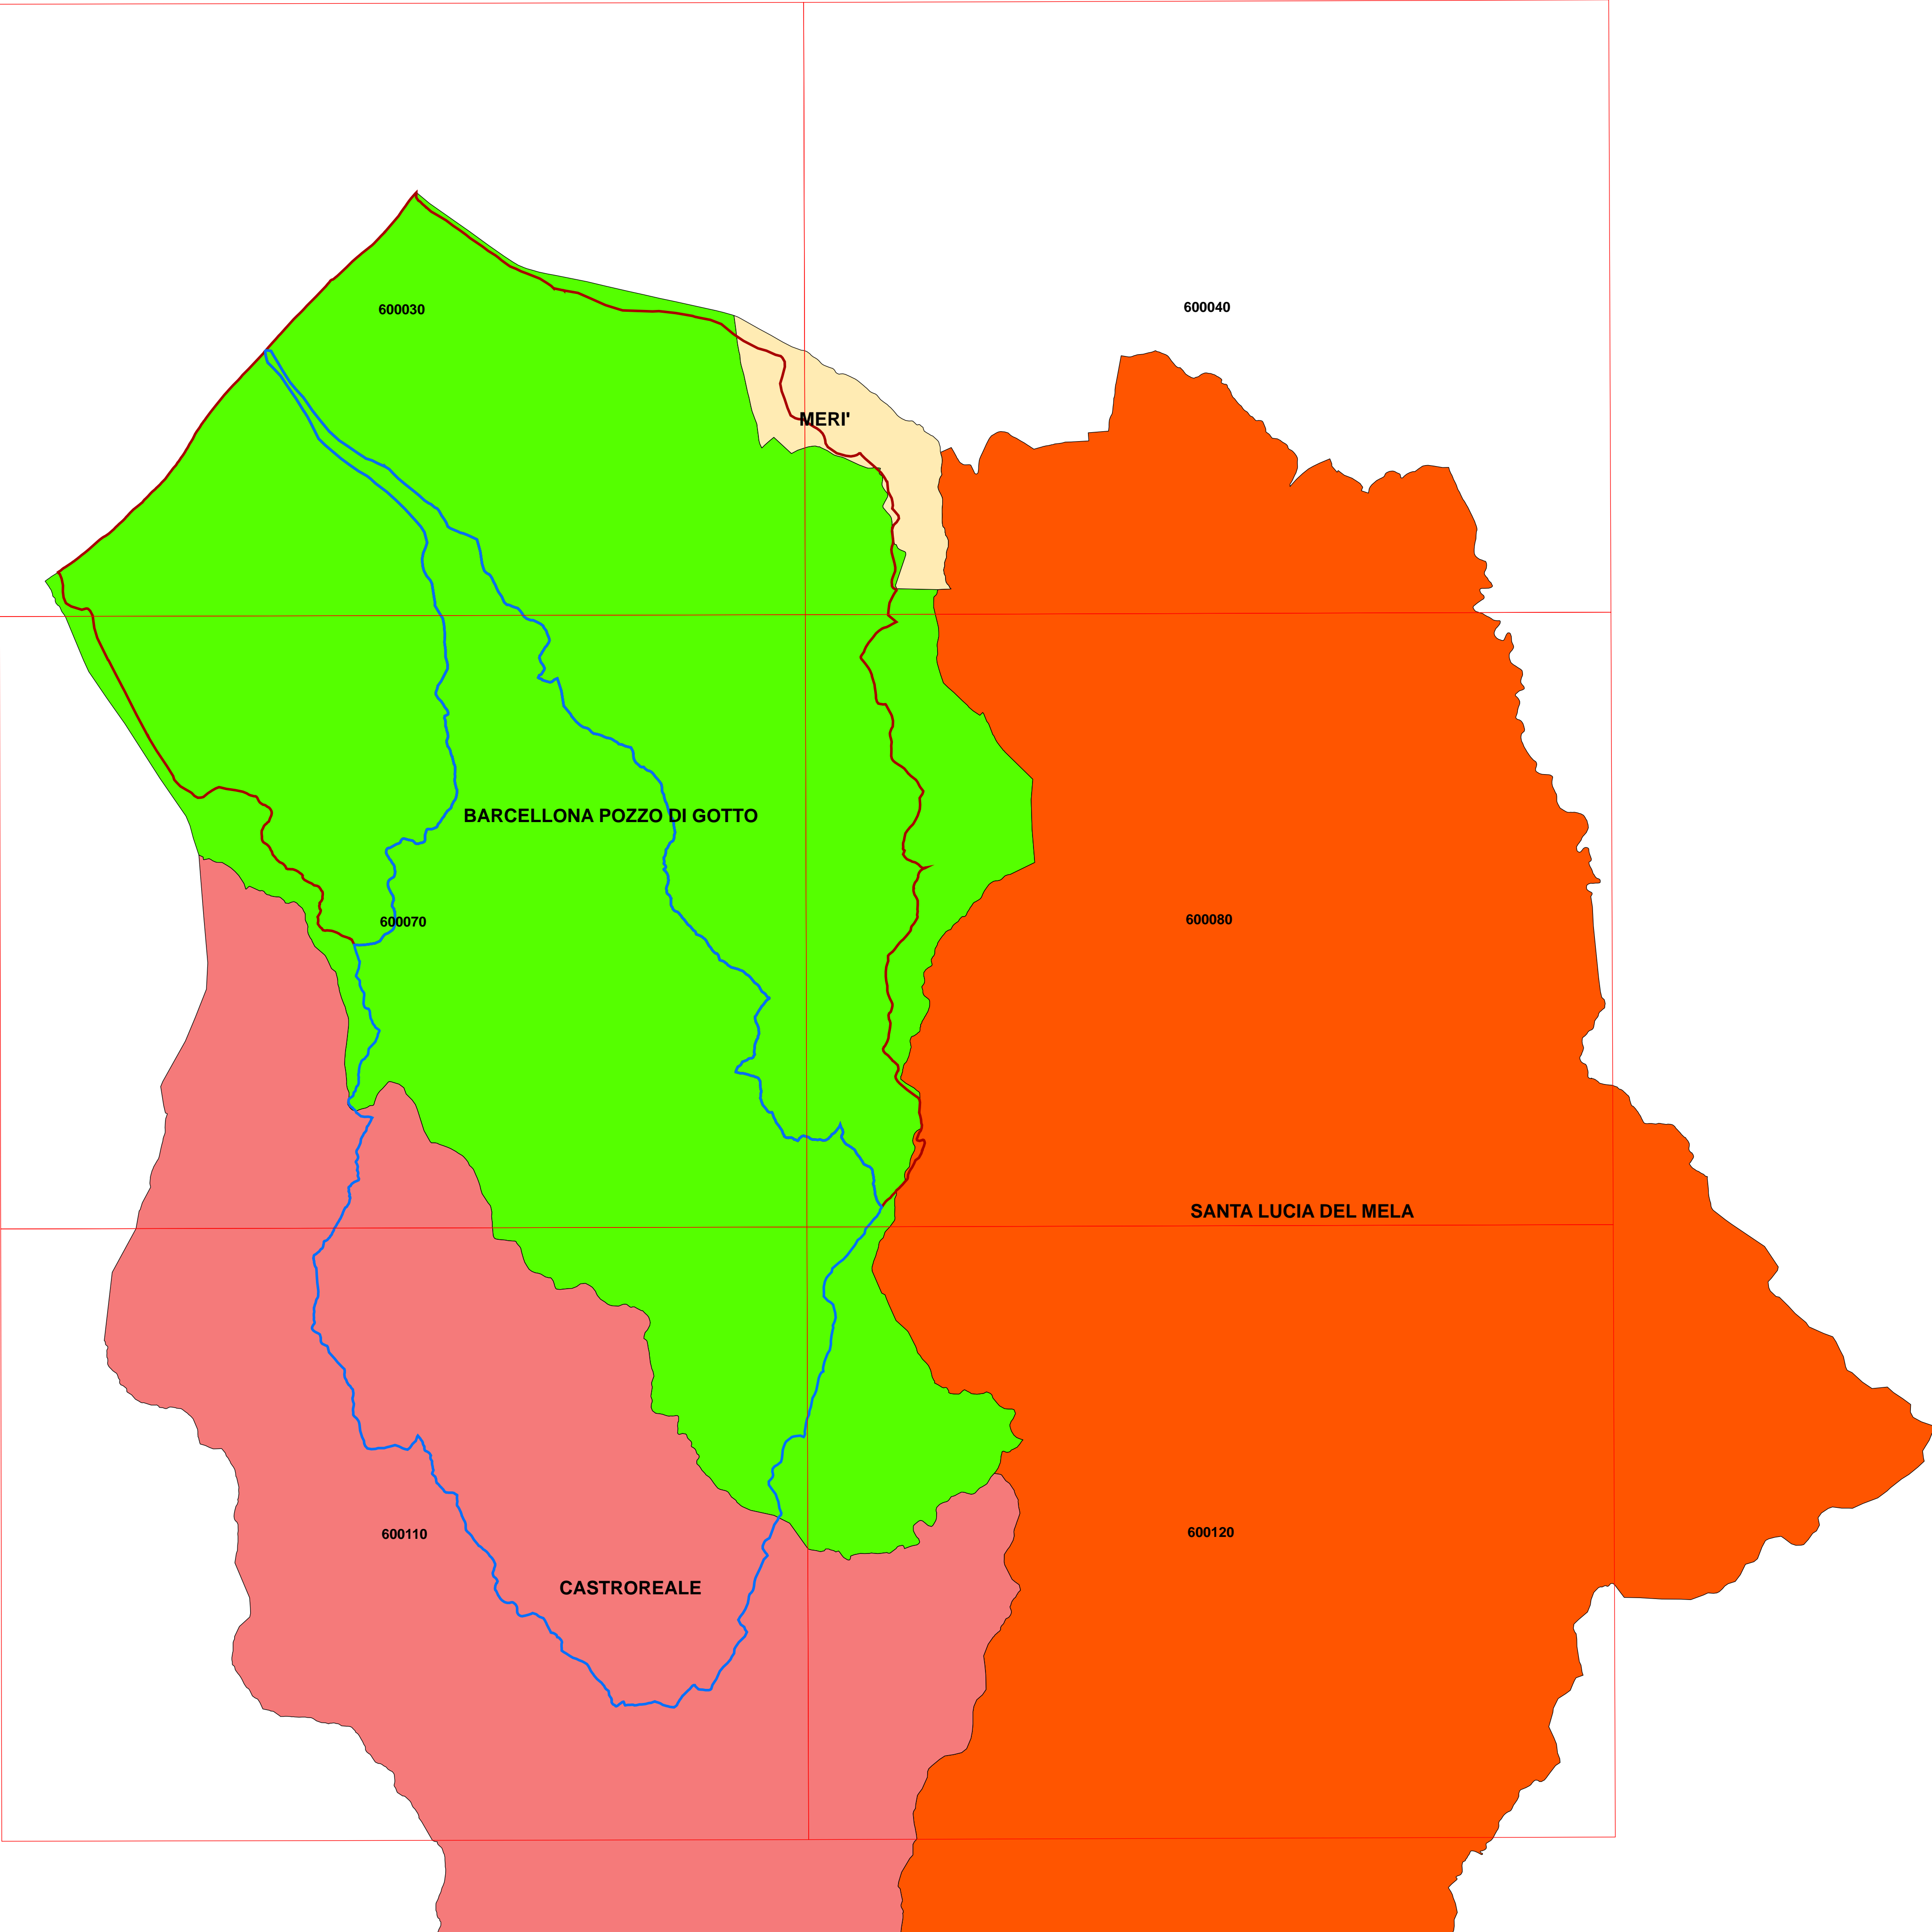 600030
600040
MERI'
BARCELLONA POZZO DI GOTTO
600070
600080
SANTA LUCIA DEL MELA
600110
600120
CASTROREALE